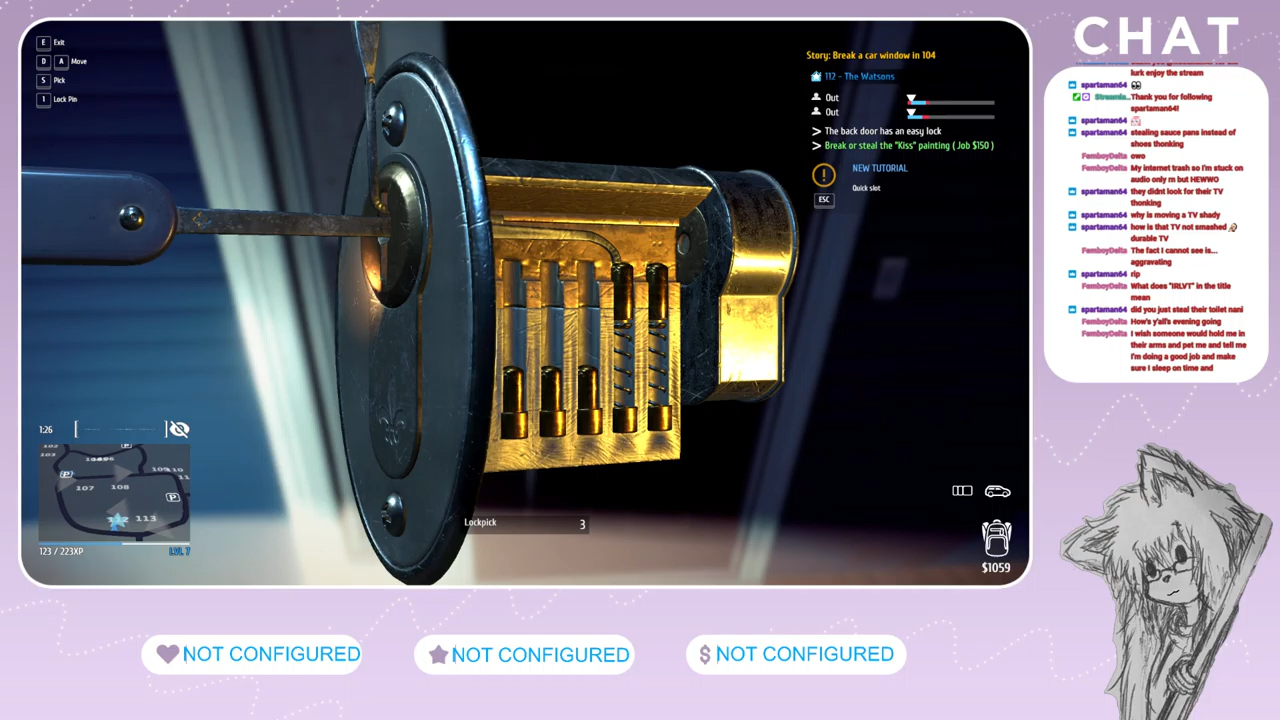 E Exit
D A Move
S Pick
1 Lock Pin
Story: Break a car window in 104
112 - The Watsons
Out
Out
> The back door has an easy lock
> Break or steal the "Kiss" painting ( Job $150 )
NEW TUTORIAL
Quick slot
ESC
1:26
103
107
108
P
P
113
123 / 223XP
LVL 7
Lockpick 3
$1059
CHAT
lurk enjoy the stream
spartaman64
Thank you for following
spartaman64!
spartaman64
spartaman64 stealing sauce pans instead of
shoes thonking
FemboyDelta owo
FemboyDelta My internet trash so I'm stuck on
audio only rn but HEWWO
spartaman64 they didnt look for their TV
thonking
spartaman64 why is moving a TV shady
spartaman64 how is that TV not smashed
durable TV
FemboyDelta The fact I cannot see is...
aggravating
spartaman64 rip
FemboyDelta What does "IRLVT" in the title
mean
spartaman64 did you just steal their toilet nani
FemboyDelta How's y'all's evening going
FemboyDelta I wish someone would hold me in
their arms and pet me and tell me
I'm doing a good job and make
sure I sleep on time and
NOT CONFIGURED
NOT CONFIGURED
$ NOT CONFIGURED